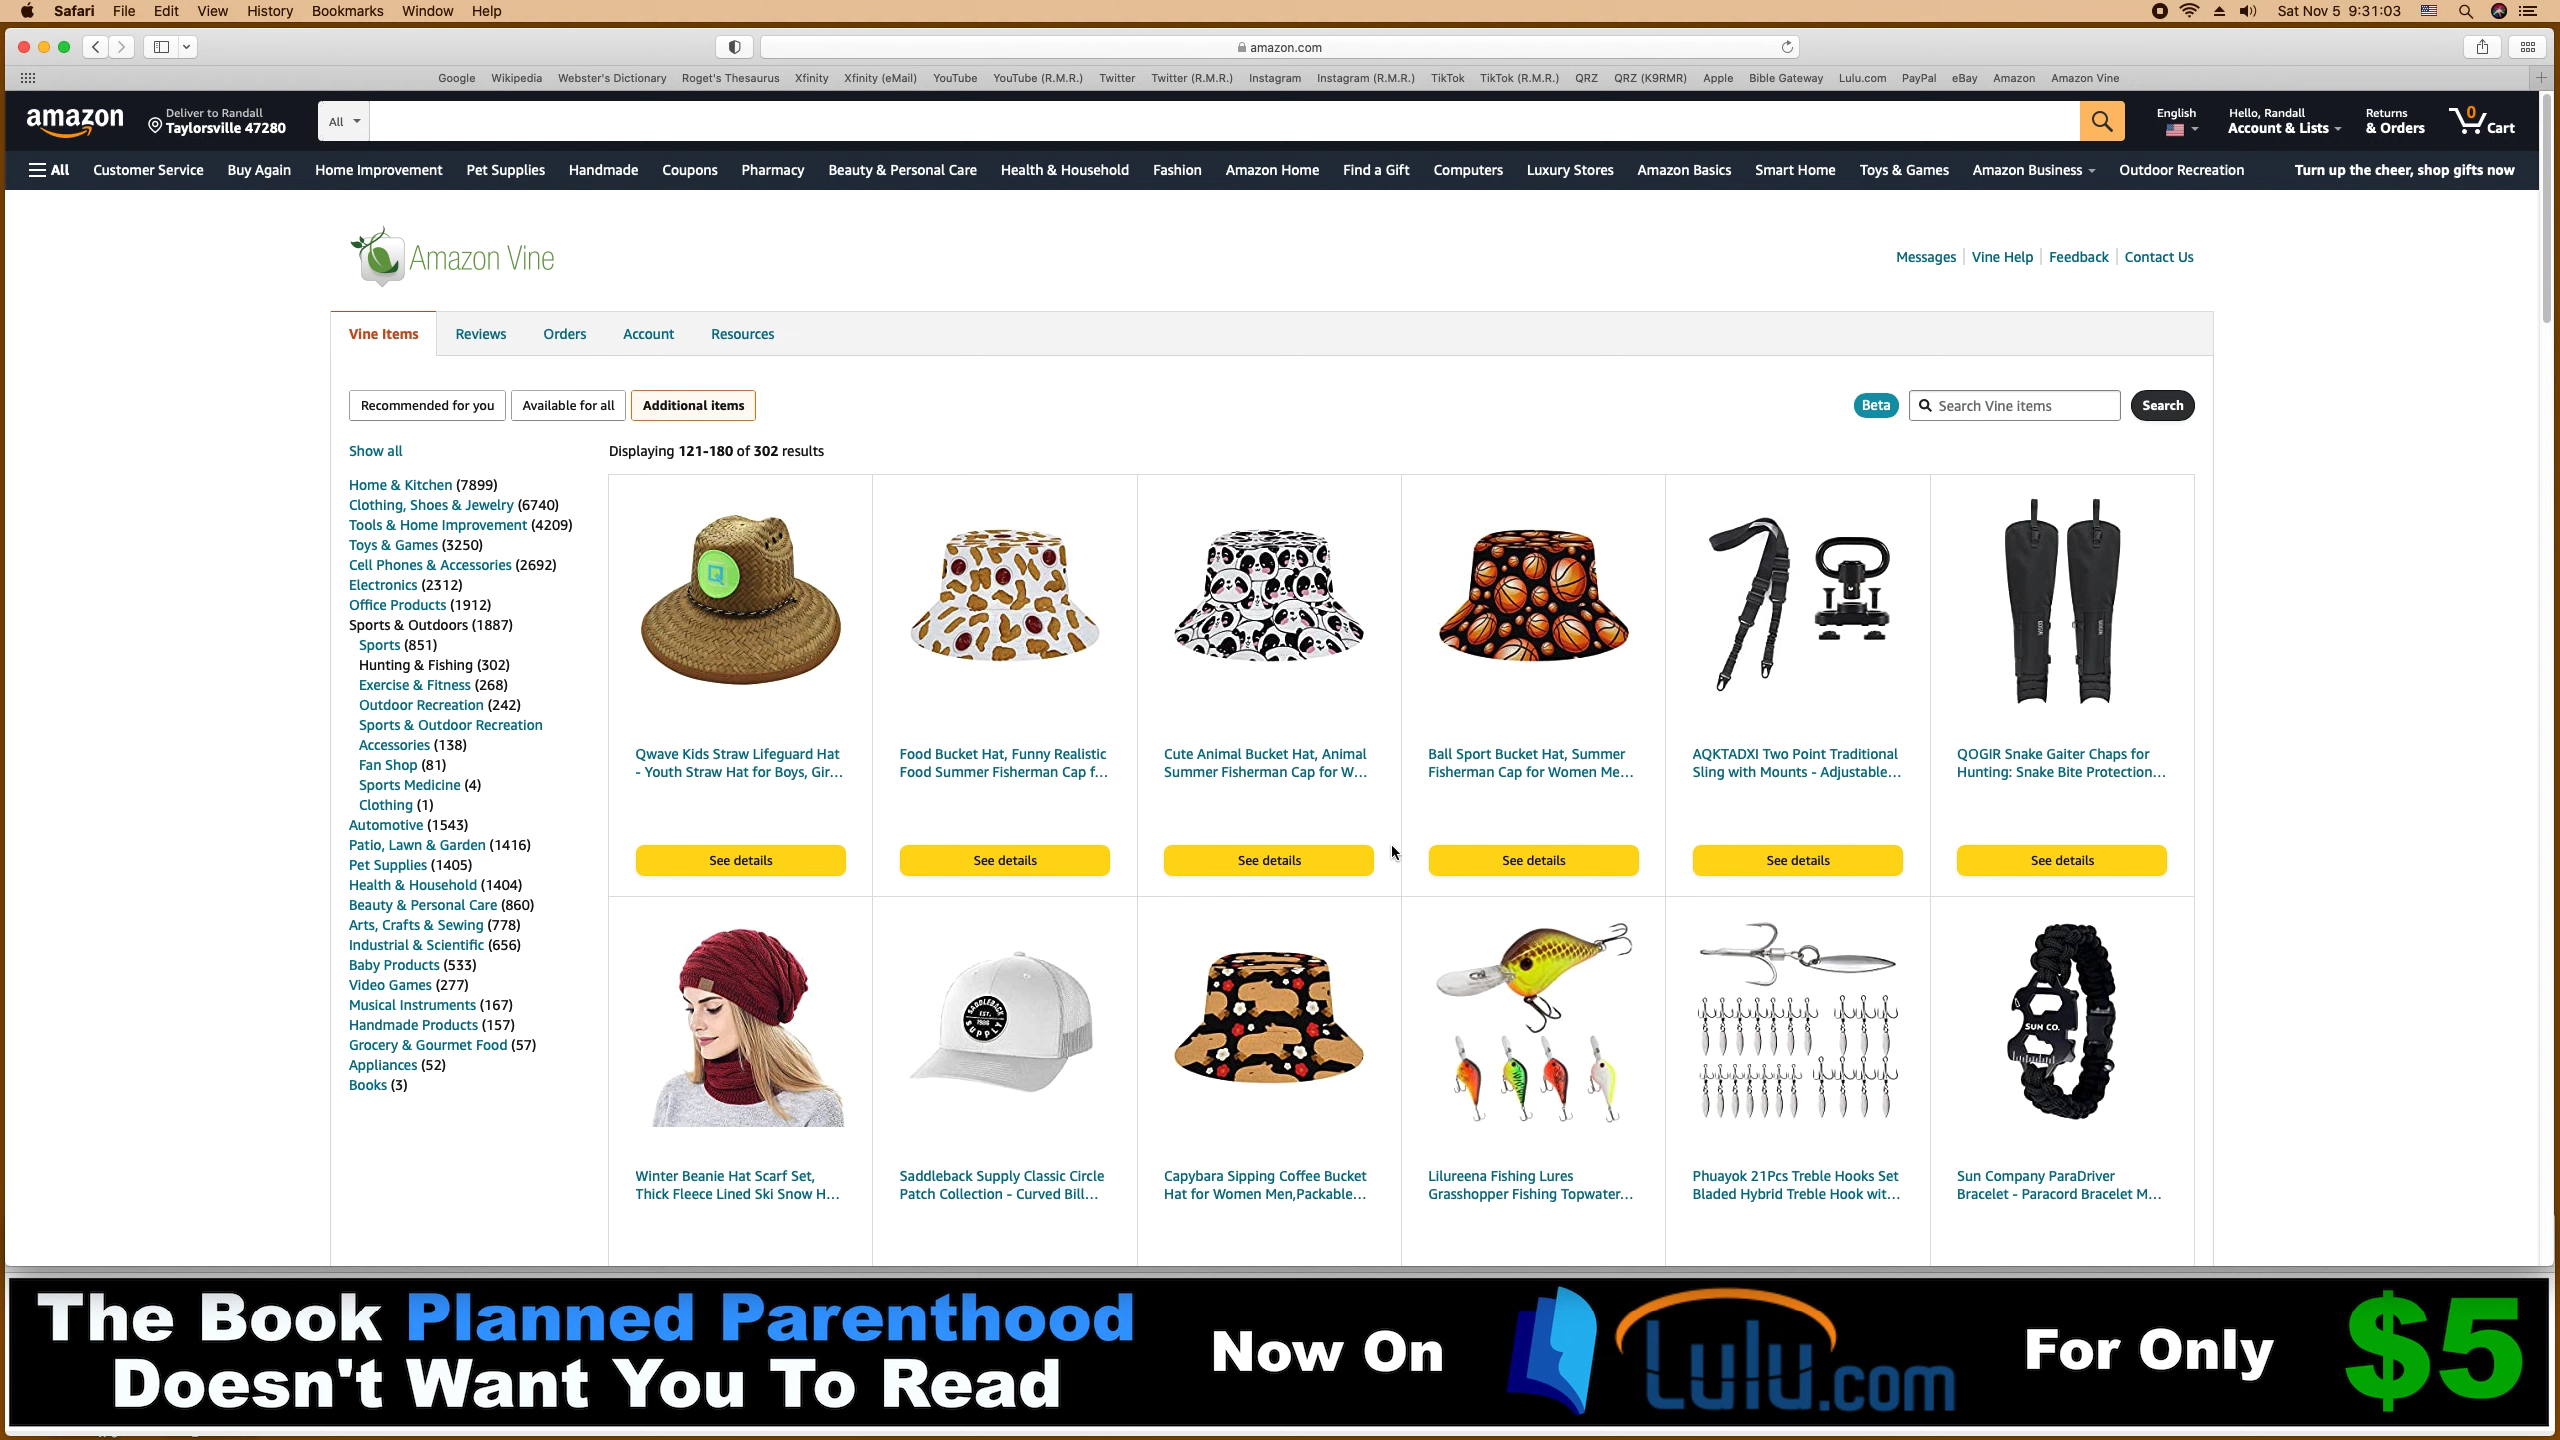 Safari File Edit View History Bookmarks Window Help
Sat Nov 5 9:31:03
amazon.com
Google Wikipedia Webster's Dictionary Roget's Thesaurus Xfinity Xfinity (eMail) YouTube YouTube (R.M.R.) Twitter Twitter (R.M.R.) Instagram Instagram (R.M.R.) TikTok TikTok (R.M.R.) QRZ QRZ (K9RMR) Apple Bible Gateway Lulu.com PayPal eBay Amazon Amazon Vine
amazon
Deliver to Randall
Taylorsville 47280
All
English
Hello, Randall
Account & Lists
Returns
& Orders
0
Cart
All Customer Service Buy Again Home Improvement Pet Supplies Handmade Coupons Pharmacy Beauty & Personal Care Health & Household Fashion Amazon Home Find a Gift Computers Luxury Stores Amazon Basics Smart Home Toys & Games Amazon Business Outdoor Recreation Turn up the cheer, shop gifts now
Amazon Vine
Messages Vine Help Feedback Contact Us
Vine Items Reviews Orders Account Resources
Recommended for you Available for all Additional items
Beta Search Vine items Search
Show all
Displaying 121-180 of 302 results
Home & Kitchen (7899)
Clothing, Shoes & Jewelry (6740)
Tools & Home Improvement (4209)
Toys & Games (3250)
Cell Phones & Accessories (2692)
Electronics (2312)
Office Products (1912)
Sports & Outdoors (1887)
Sports (851)
Hunting & Fishing (302)
Exercise & Fitness (268)
Outdoor Recreation (242)
Sports & Outdoor Recreation
Accessories (138)
Fan Shop (81)
Sports Medicine (4)
Clothing (1)
Automotive (1543)
Patio, Lawn & Garden (1416)
Pet Supplies (1405)
Health & Household (1404)
Beauty & Personal Care (860)
Arts, Crafts & Sewing (778)
Industrial & Scientific (656)
Baby Products (533)
Video Games (277)
Musical Instruments (167)
Handmade Products (157)
Grocery & Gourmet Food (57)
Appliances (52)
Books (3)
Qwave Kids Straw Lifeguard Hat
- Youth Straw Hat for Boys, Gir...
See details
Food Bucket Hat, Funny Realistic
Food Summer Fisherman Cap f...
See details
Cute Animal Bucket Hat, Animal
Summer Fisherman Cap for W...
See details
Ball Sport Bucket Hat, Summer
Fisherman Cap for Women Me...
See details
AQKTADXI Two Point Traditional
Sling with Mounts - Adjustable...
See details
QOGIR Snake Gaiter Chaps for
Hunting: Snake Bite Protection...
See details
Winter Beanie Hat Scarf Set,
Thick Fleece Lined Ski Snow H...
SADDLEBACK
EST.
1986
SUPPLY
Saddleback Supply Classic Circle
Patch Collection - Curved Bill...
Capybara Sipping Coffee Bucket
Hat for Women Men,Packable...
Lilureena Fishing Lures
Grasshopper Fishing Topwater...
Phuayok 21Pcs Treble Hooks Set
Bladed Hybrid Treble Hook wit...
SUN CO.
Sun Company ParaDriver
Bracelet - Paracord Bracelet M...
The Book Planned Parenthood
Doesn't Want You To Read
Now On
Lulu.com
For Only
$5